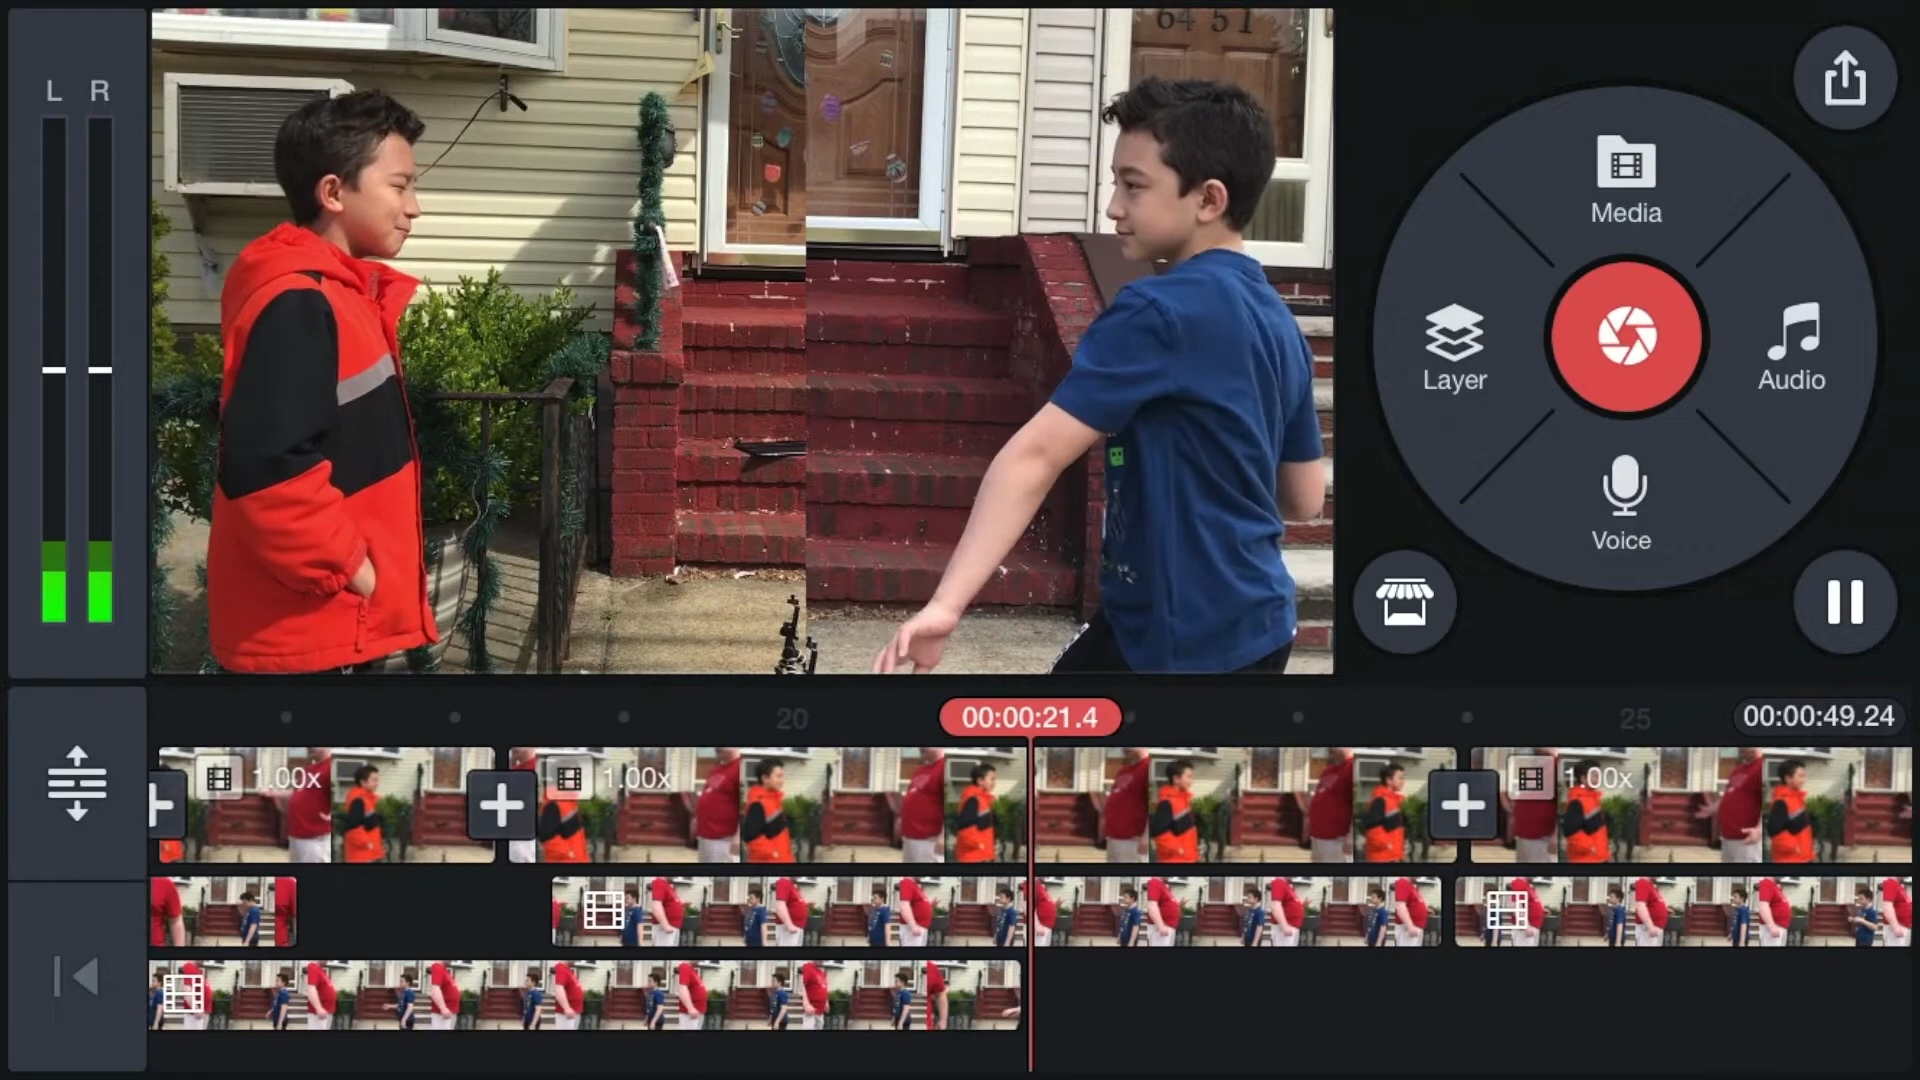 L R
64 51
Media
Layer
Audio
Voice
20
00:00:21.4
25
00:00:49.24
1.00x
1.00x
1.00x